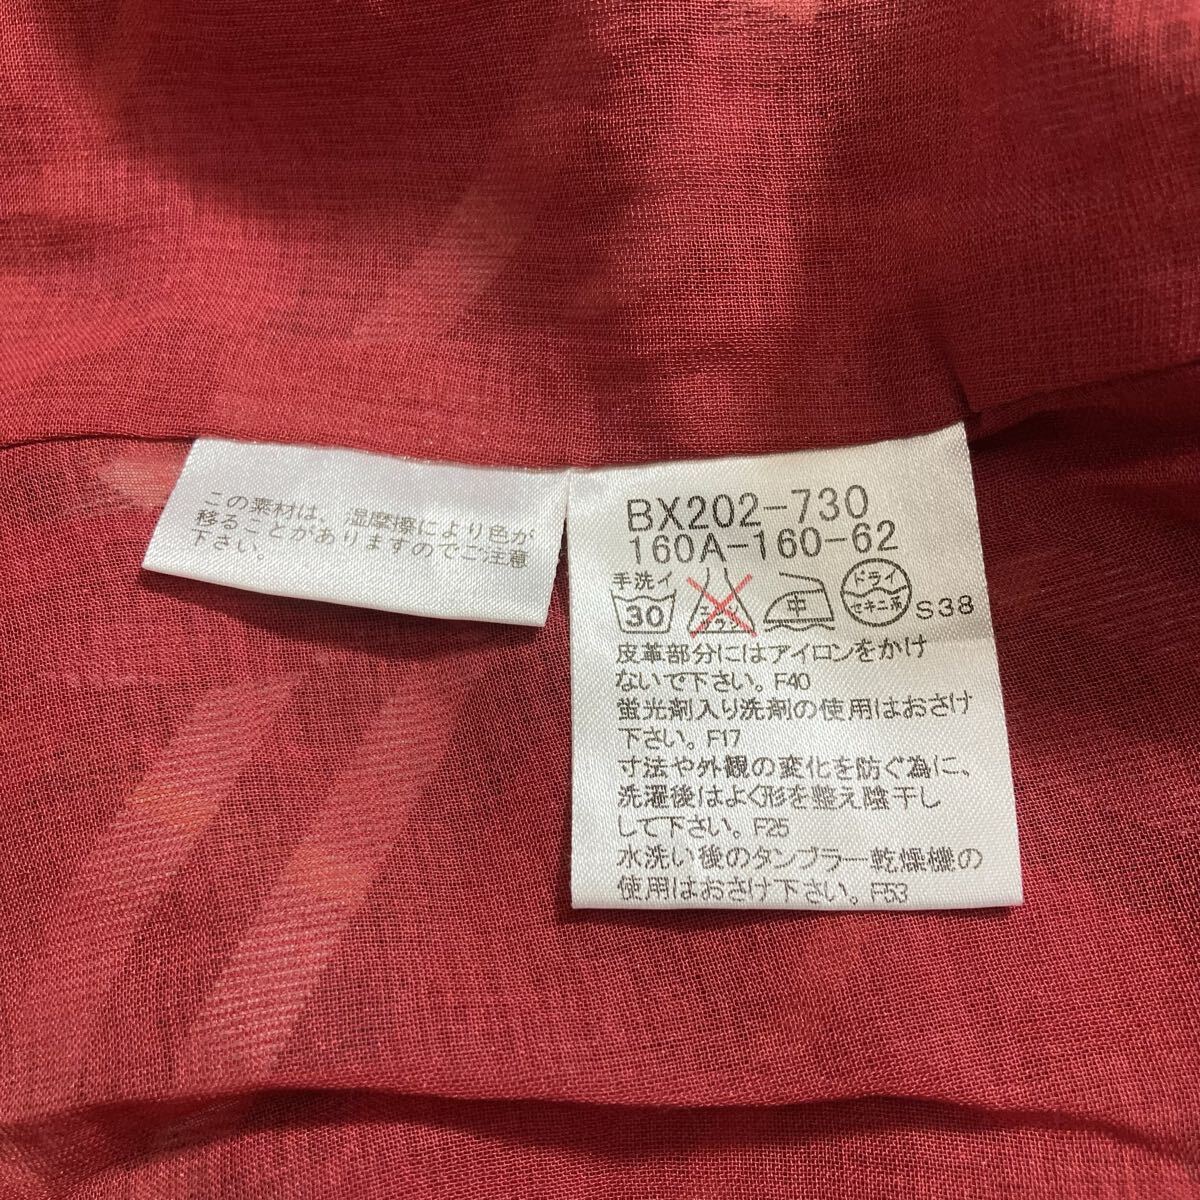 この素材は、湿摩擦により色が
移ることがありますのでご注意
下さい。
BX202-730
160A-160-62
手洗イ
30
エンソ
サラシ
中
ドライ
セキユ系
S38
皮革部分にはアイロンをかけ
ないで下さい。F40
蛍光剤入り洗剤の使用はおさけ
下さい。F17
寸法や外観の変化を防ぐ為に、
洗濯後はよく形を整え陰干し
して下さい。F25
水洗い後のタンブラー乾燥機の
使用はおさけ下さい。F53